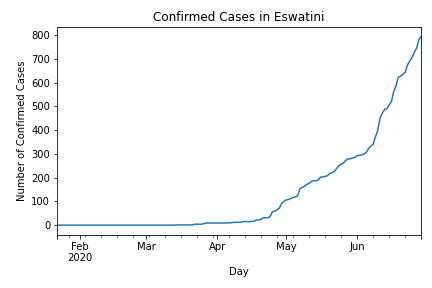 Confirmed Cases in Eswatini
Number of Confirmed Cases
800
700
600
500
400
300
200
100
0
Feb
2020
Mar
Apr
May
Jun
Day